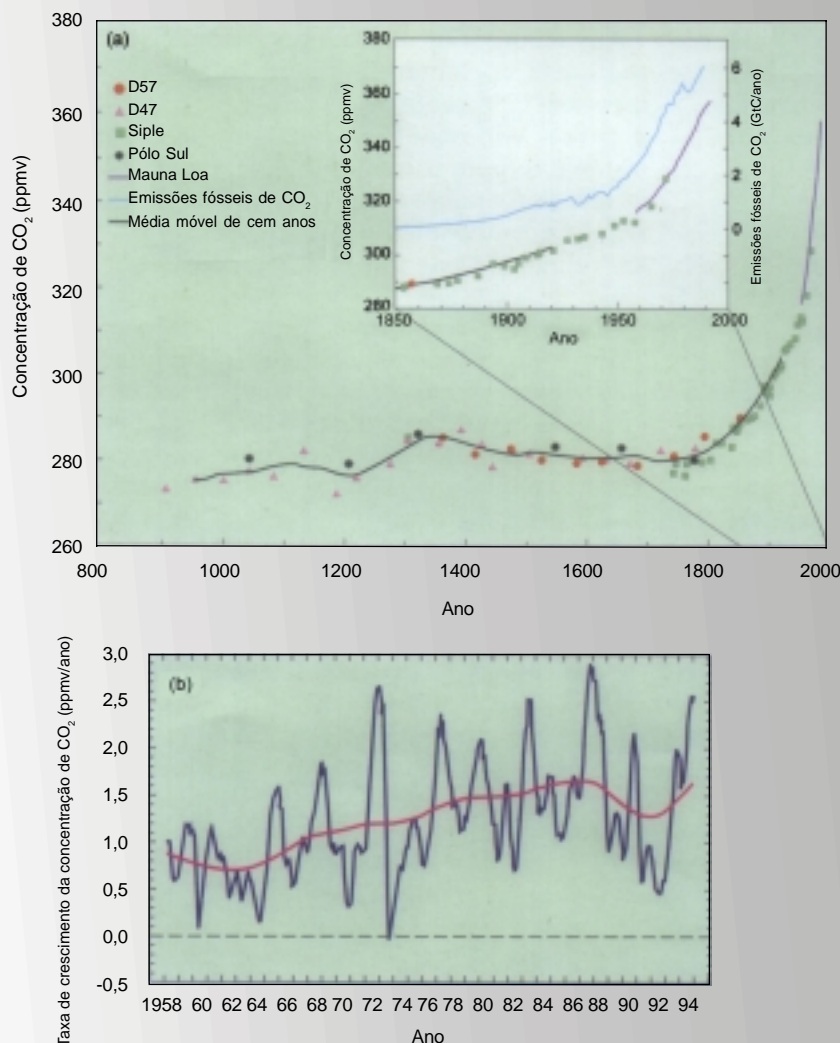 (a)
Concentração de CO2 (ppmv)
380
360
340
320
300
280
260
D57
D47
Siple
Pólo Sul
Mauna Loa
Emissões fósseis de CO2
Média móvel de cem anos
Concentração de CO2 (ppmv)
380
360
340
320
300
280
6
4
2
0
Emissões fósseis de CO2 (GtC/ano)
1850 1900 1950 2000
Ano
800 1000 1200 1400 1600 1800 2000
Ano
(b)
Taxa de crescimento da concentração de CO2 (ppmv/ano)
3,0
2,5
2,0
1,5
1,0
0,5
0,0
-0,5
1958 60 62 64 66 68 70 72 74 76 78 80 82 84 86 88 90 92 94
Ano